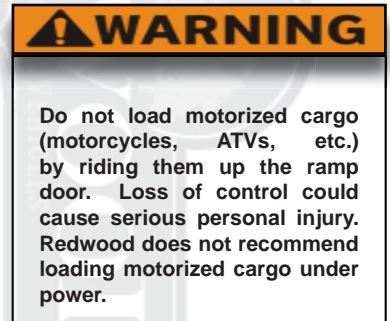 WARNING
Do not load motorized cargo
(motorcycles, ATVs, etc.)
by riding them up the ramp
door. Loss of control could
cause serious personal injury.
Redwood does not recommend
loading motorized cargo under
power.